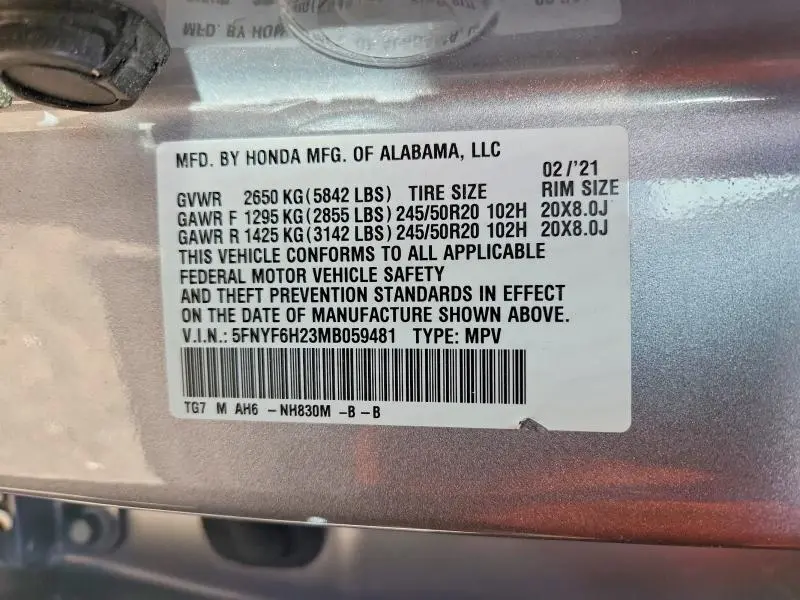 MFD. BY HONDA MFG. OF ALABAMA, LLC
02/'21
GVWR 2650 KG(5842 LBS) TIRE SIZE RIM SIZE
GAWR F 1295 KG(2855 LBS) 245/50R20 102H 20X8.0J
GAWR R 1425 KG(3142 LBS) 245/50R20 102H 20X8.0J
THIS VEHICLE CONFORMS TO ALL APPLICABLE
FEDERAL MOTOR VEHICLE SAFETY
AND THEFT PREVENTION STANDARDS IN EFFECT
ON THE DATE OF MANUFACTURE SHOWN ABOVE.
V.I.N.: 5FNYF6H23MB059481 TYPE: MPV
TG7 M AH6 - NH830M -B - B